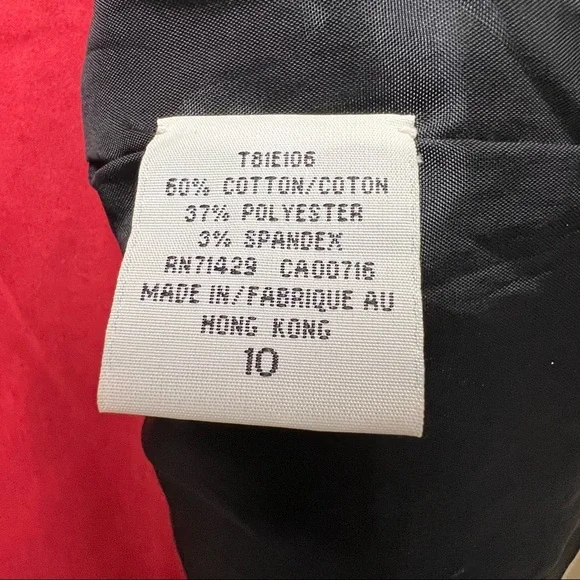 T81E106
60% COTTON/COTON
37% POLYESTER
3% SPANDEX
RN71429 CA00716
MADE IN/FABRIQUE AU
HONG KONG
10